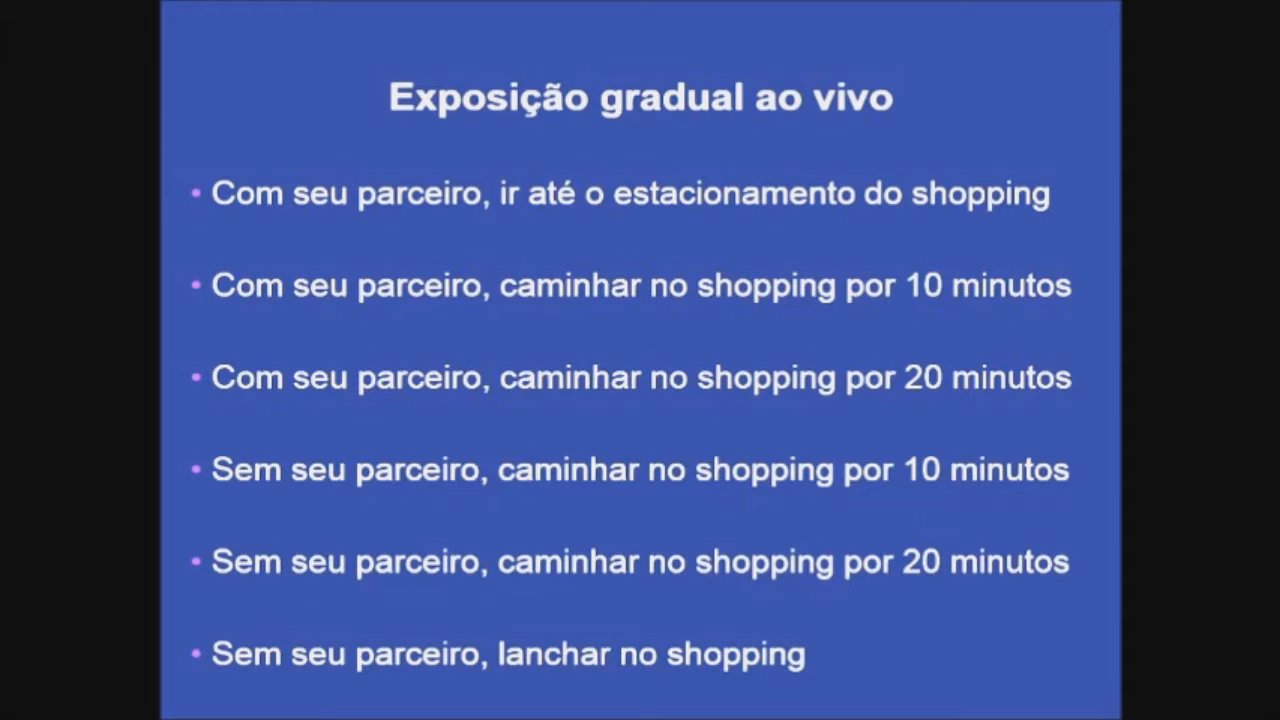 Exposição gradual ao vivo
• Com seu parceiro, ir até o estacionamento do shopping
• Com seu parceiro, caminhar no shopping por 10 minutos
• Com seu parceiro, caminhar no shopping por 20 minutos
• Sem seu parceiro, caminhar no shopping por 10 minutos
• Sem seu parceiro, caminhar no shopping por 20 minutos
• Sem seu parceiro, lanchar no shopping